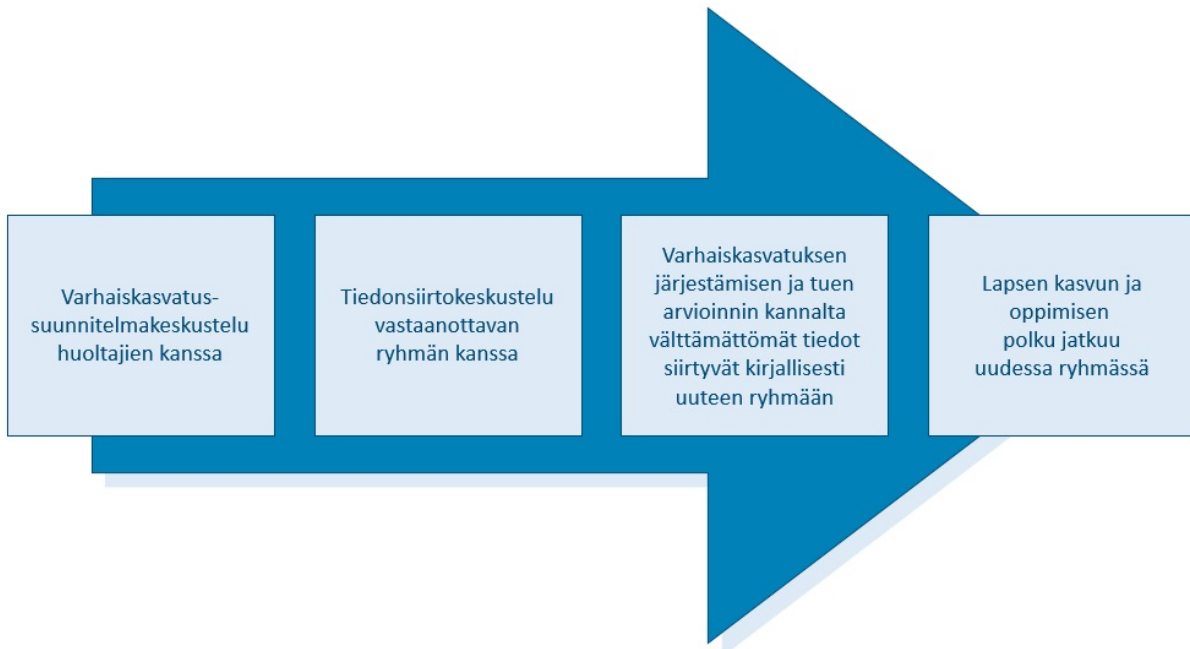 Varhaiskasvatus-
suunnitelmakeskustelu
huoltajien kanssa
Tiedonsiirtokeskustelu
vastaanottavan
ryhmän kanssa
Varhaiskasvatuksen
järjestämisen ja tuen
arvioinnin kannalta
välttämättömät tiedot
siirtyvät kirjallisesti
uuteen ryhmään
Lapsen kasvun ja
oppimisen
polku jatkuu
uudessa ryhmässä